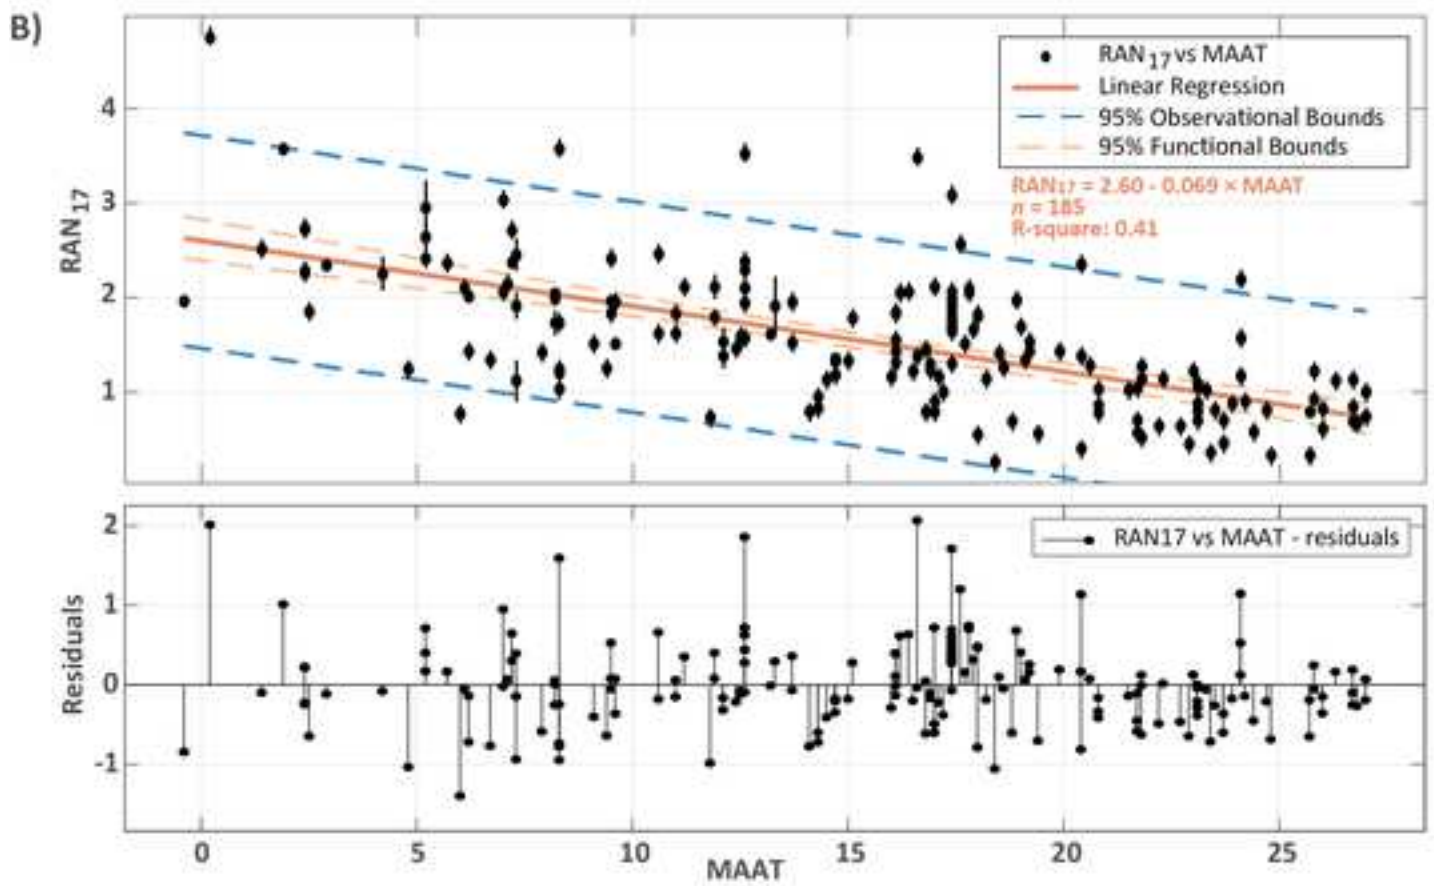 B)
RAN17 vs MAAT
Linear Regression
95% Observational Bounds
95% Functional Bounds
RAN17 = 2.60 - 0.069 × MAAT
n = 185
R-square: 0.41
4
3
2
1
RAN17
RAN17 vs MAAT - residuals
2
1
0
-1
Residuals
0 5 10 15 20 25
MAAT